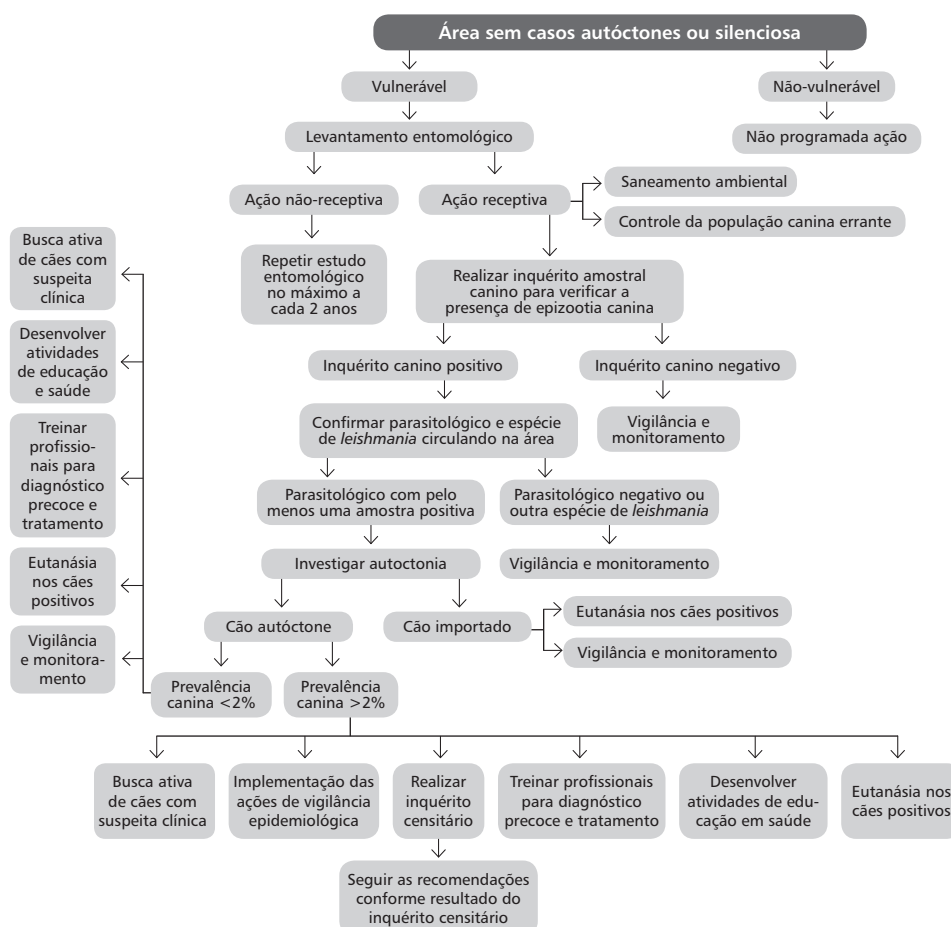 Área sem casos autóctones ou silenciosa
Vulnerável
Não-vulnerável
Levantamento entomológico
Não programada ação
Ação não-receptiva
Ação receptiva
Saneamento ambiental
Controle da população canina errante
Repetir estudo
entomológico
no máximo a
cada 2 anos
Realizar inquérito amostral
canino para verificar a
presença de epizootia canina
Inquérito canino positivo
Inquérito canino negativo
Confirmar parasitológico e espécie
de leishmania circulando na área
Vigilância e
monitoramento
Parasitológico com pelo
menos uma amostra positiva
Parasitológico negativo ou
outra espécie de leishmania
Investigar autoctonia
Vigilância e monitoramento
Cão autóctone
Cão importado
Eutanásia nos cães positivos
Vigilância e monitoramento
Prevalência
canina <2%
Prevalência
canina >2%
Busca ativa
de cães com
suspeita
clínica
Desenvolver
atividades
de educação
e saúde
Treinar
profissio-
nais para
diagnóstico
precoce e
tratamento
Eutanásia
nos cães
positivos
Vigilância
e monitora-
mento
Busca ativa
de cães com
suspeita clínica
Implementação das
ações de vigilância
epidemiológica
Realizar
inquérito
censitário
Treinar profissionais
para diagnóstico
precoce e tratamento
Desenvolver
atividades de edu-
cação em saúde
Eutanásia nos
cães positivos
Seguir as recomendações
conforme resultado do
inquérito censitário